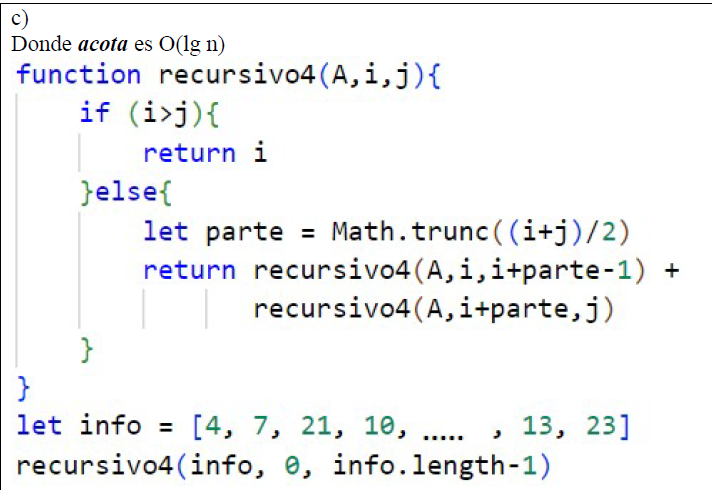 c)
Donde acota es O(lg n)
function recursivo4(A,i,j){
if (i>j){
return i
}else{
let parte = Math.trunc((i+j)/2)
return recursivo4(A,i,i+parte-1) +
recursivo4(A,i+parte,j)
}
}
let info = [4, 7, 21, 10, ..... , 13, 23]
recursivo4(info, 0, info.length-1)